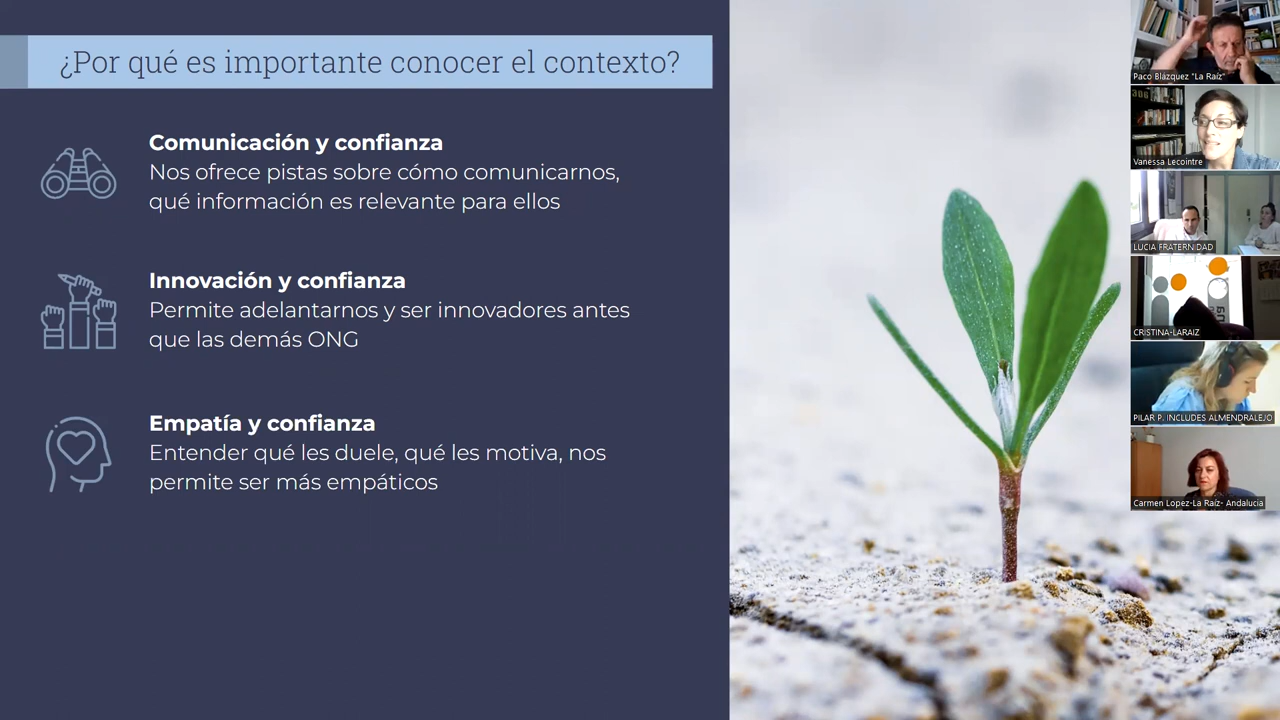 ¿Por qué es importante conocer el contexto?
Comunicación y confianza
Nos ofrece pistas sobre cómo comunicarnos,
qué información es relevante para ellos
Innovación y confianza
Permite adelantarnos y ser innovadores antes
que las demás ONG
Empatía y confianza
Entender qué les duele, qué les motiva, nos
permite ser más empáticos
Paco Blázquez "La Raíz"
306
Vanessa Lecointre
LUCIA FRATERNIDAD
CRISTINA-LARAIZ
PILAR P. INCLUDES ALMENDRALEJO
Carmen Lopez-La Raíz- Andalucia